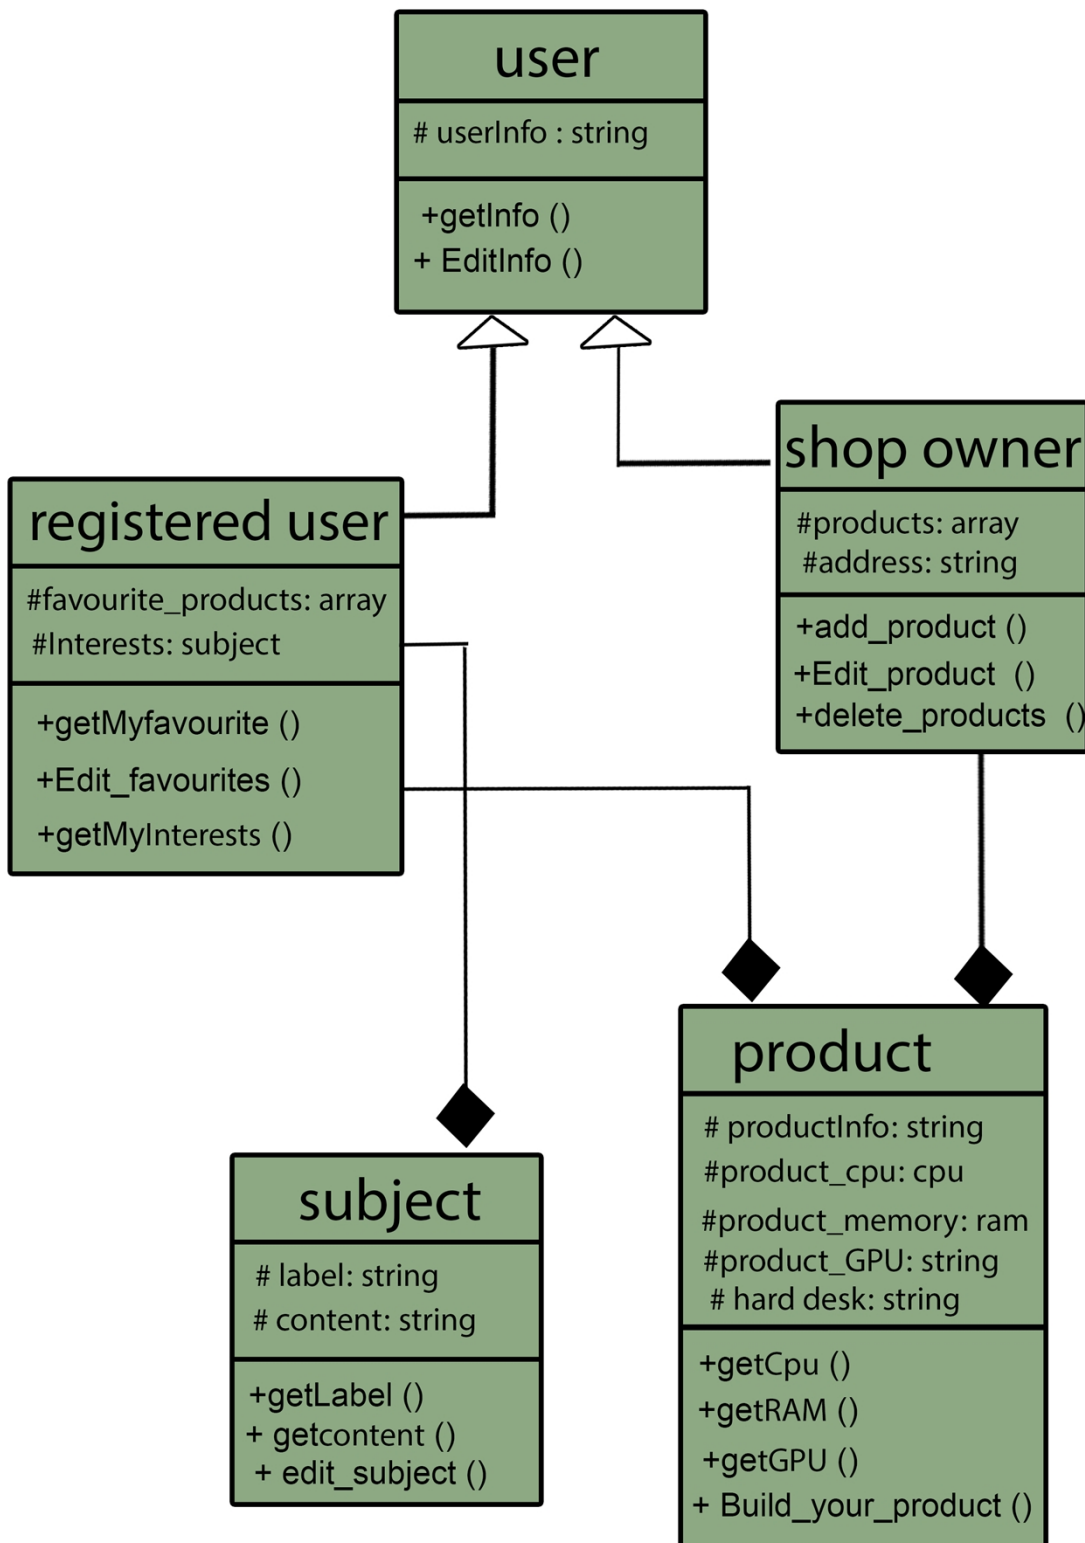 user
# userInfo : string
+getInfo ()
+ EditInfo ()
shop owner
#products: array
#address: string
+add_product ()
+Edit_product ()
+delete_products ()
registered user
#favourite_products: array
#Interests: subject
+getMyfavourite ()
+Edit_favourites ()
+getMyInterests ()
product
# productInfo: string
#product_cpu: cpu
#product_memory: ram
#product_GPU: string
# hard desk: string
+getCpu ()
+getRAM ()
+getGPU ()
+ Build_your_product ()
subject
# label: string
# content: string
+getLabel ()
+ getcontent ()
+ edit_subject ()